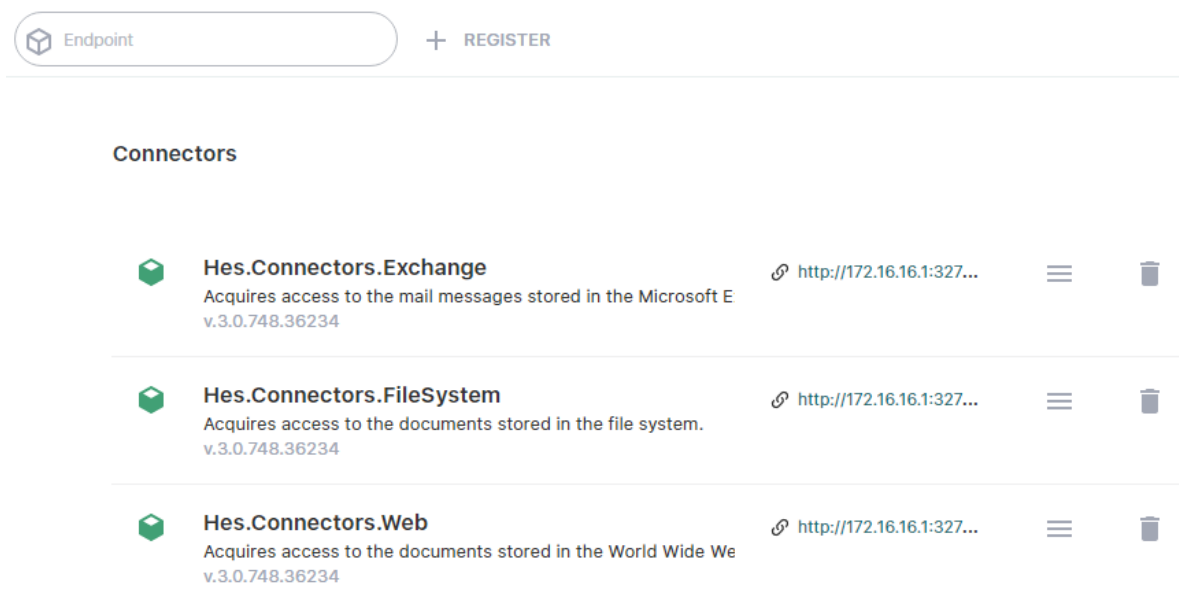 Endpoint
REGISTER
Connectors
Hes.Connectors.Exchange
Acquires access to the mail messages stored in the Microsoft E
v.3.0.748.36234
http://172.16.16.1:327...
Hes.Connectors.FileSystem
Acquires access to the documents stored in the file system.
v.3.0.748.36234
http://172.16.16.1:327...
Hes.Connectors.Web
Acquires access to the documents stored in the World Wide We
v.3.0.748.36234
http://172.16.16.1:327...